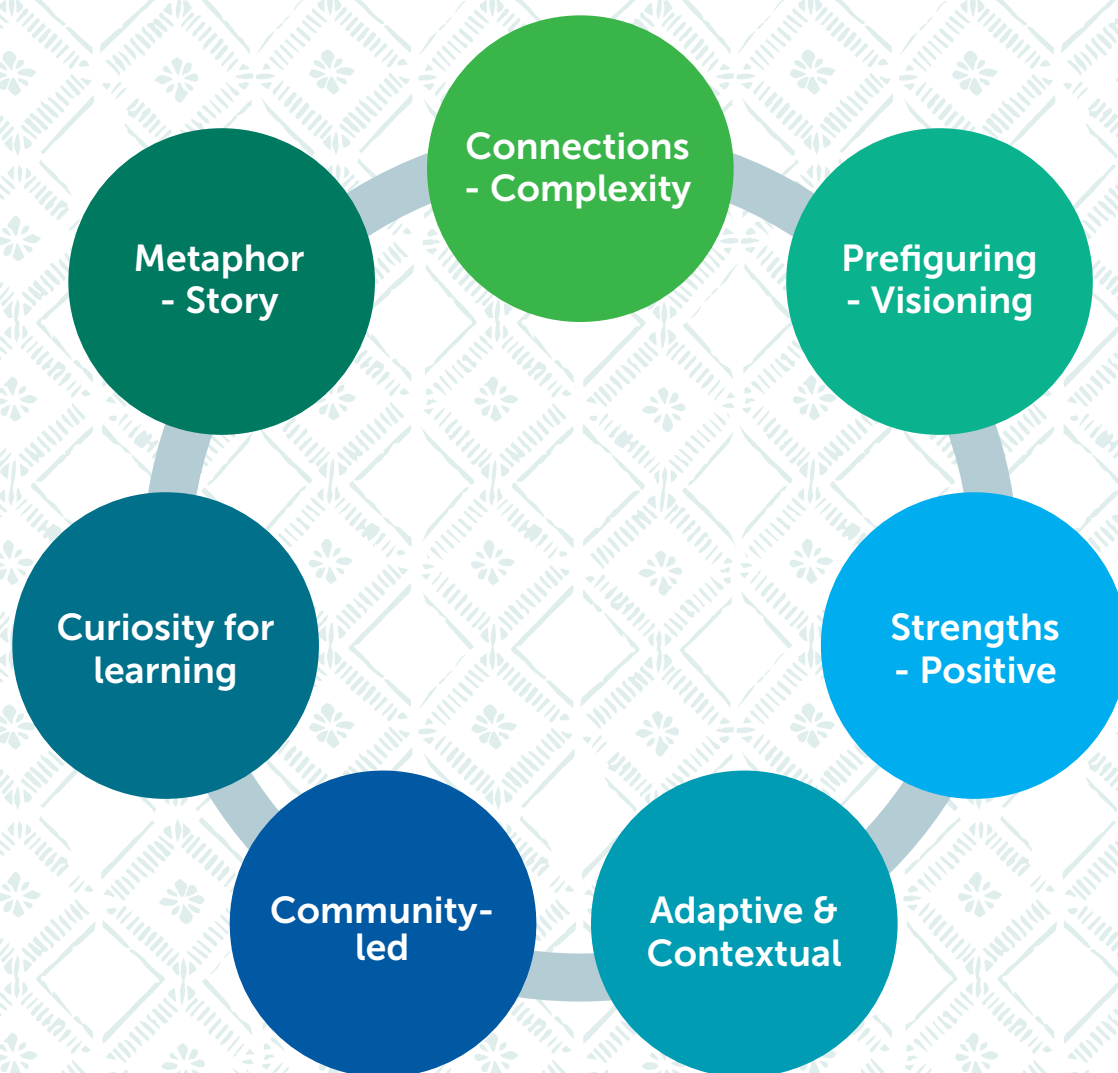 Connections
- Complexity
Prefiguring
- Visioning
Strengths
- Positive
Adaptive &
Contextual
Community-
led
Curiosity for
learning
Metaphor
- Story